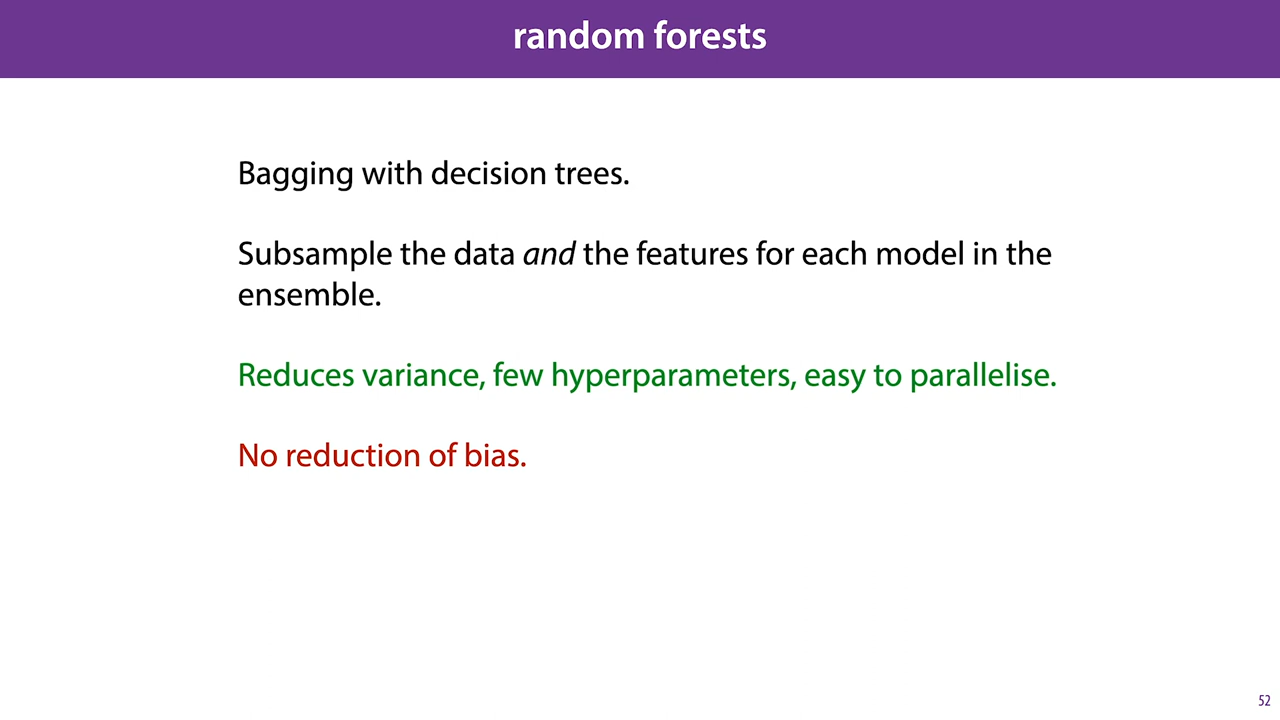 random forests
Bagging with decision trees.
Subsample the data and the features for each model in the
ensemble.
Reduces variance, few hyperparameters, easy to parallelise.
No reduction of bias.
52